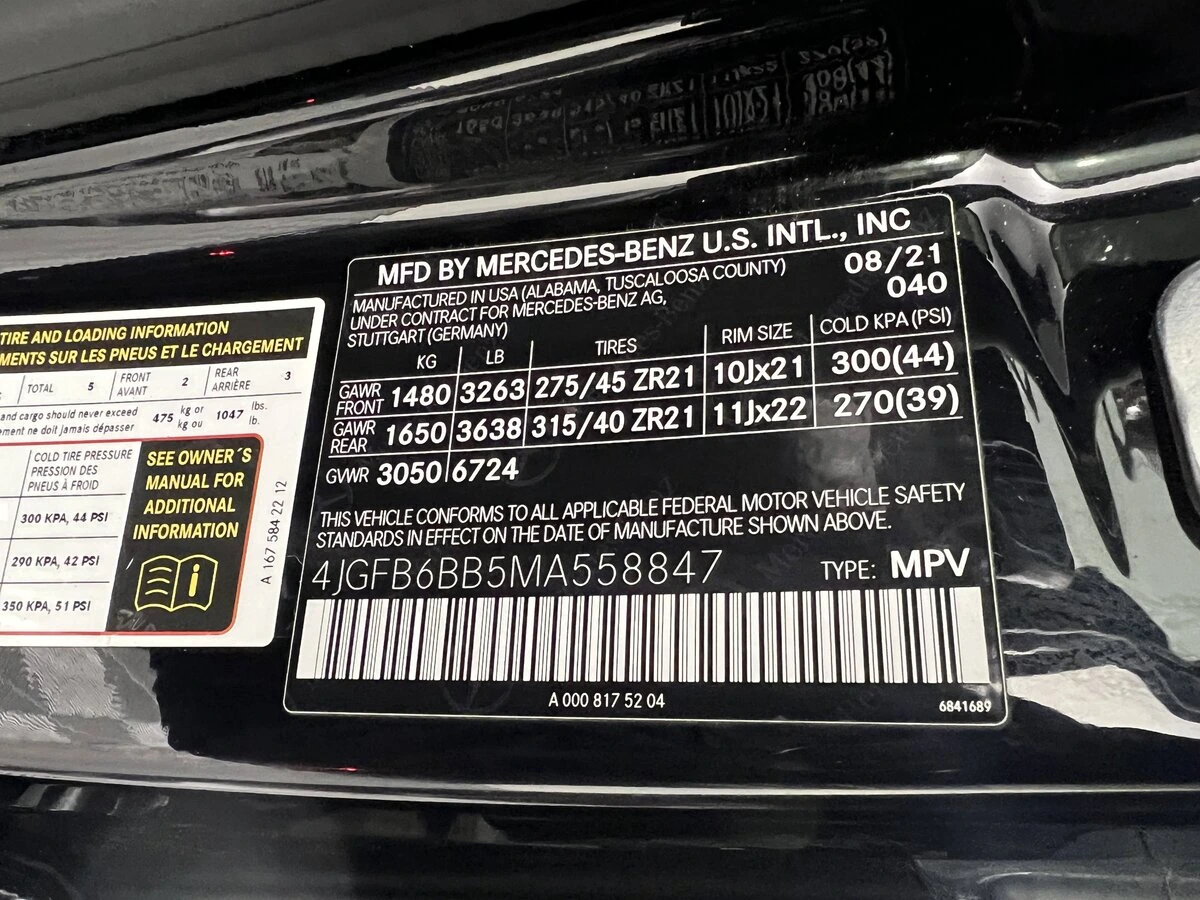 TIRE AND LOADING INFORMATION
MENTS SUR LES PNEUS ET LE CHARGEMENT
TOTAL 5 FRONT AVANT 2 REAR ARRIÈRE 3
and cargo should never exceed 475 kg or 1047 lbs.
ement ne doit jamais dépasser kg ou lb.
COLD TIRE PRESSURE
PRESSION DES
PNEUS À FROID
300 KPA, 44 PSI
290 KPA, 42 PSI
350 KPA, 51 PSI
SEE OWNER´S
MANUAL FOR
ADDITIONAL
INFORMATION
i
A 167 584 22 12
MFD BY MERCEDES-BENZ U.S. INTL., INC
MANUFACTURED IN USA (ALABAMA, TUSCALOOSA COUNTY) 08/21
UNDER CONTRACT FOR MERCEDES-BENZ AG, 040
STUTTGART (GERMANY)
KG LB TIRES RIM SIZE COLD KPA (PSI)
GAWR FRONT 1480 3263 275/45 ZR21 10Jx21 300(44)
GAWR REAR 1650 3638 315/40 ZR21 11Jx22 270(39)
GVWR 3050 6724
THIS VEHICLE CONFORMS TO ALL APPLICABLE FEDERAL MOTOR VEHICLE SAFETY
STANDARDS IN EFFECT ON THE DATE OF MANUFACTURE SHOWN ABOVE.
4JGFB6BB5MA558847 TYPE: MPV
A 000 817 52 04
6841689